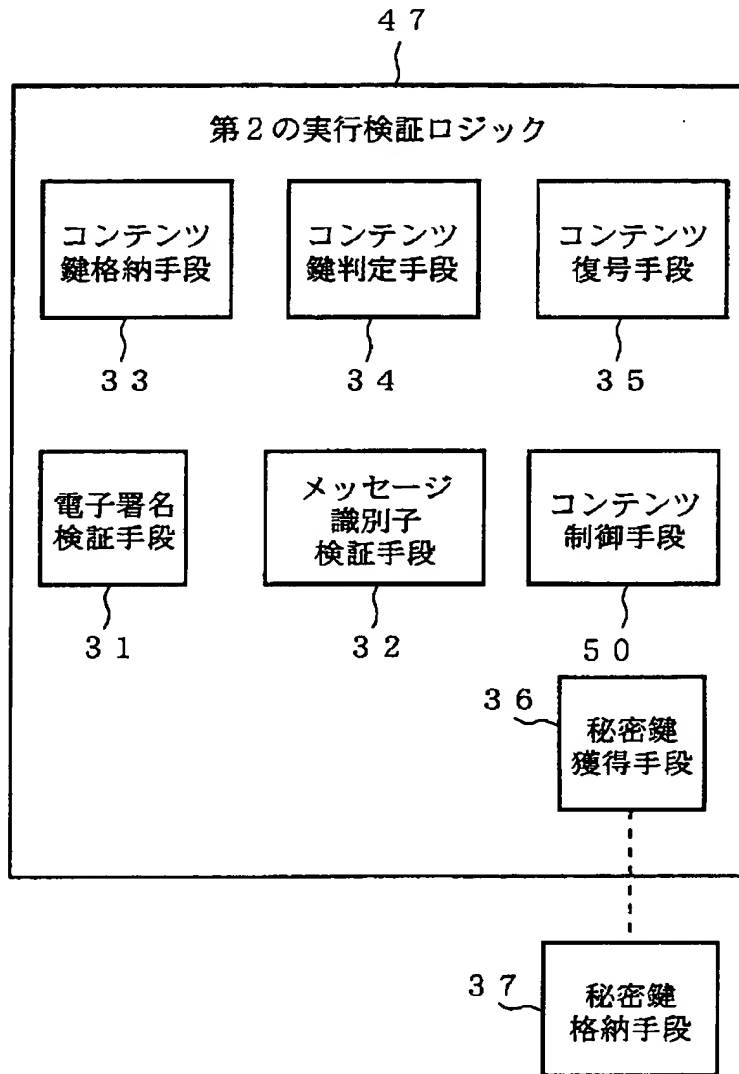 47
第2の実行検証ロジック
コンテンツ
鍵格納手段
33
コンテンツ
鍵判定手段
34
コンテンツ
復号手段
35
電子署名
検証手段
31
メッセージ
識別子
検証手段
32
コンテンツ
制御手段
50
36
秘密鍵
獲得手段
37
秘密鍵
格納手段